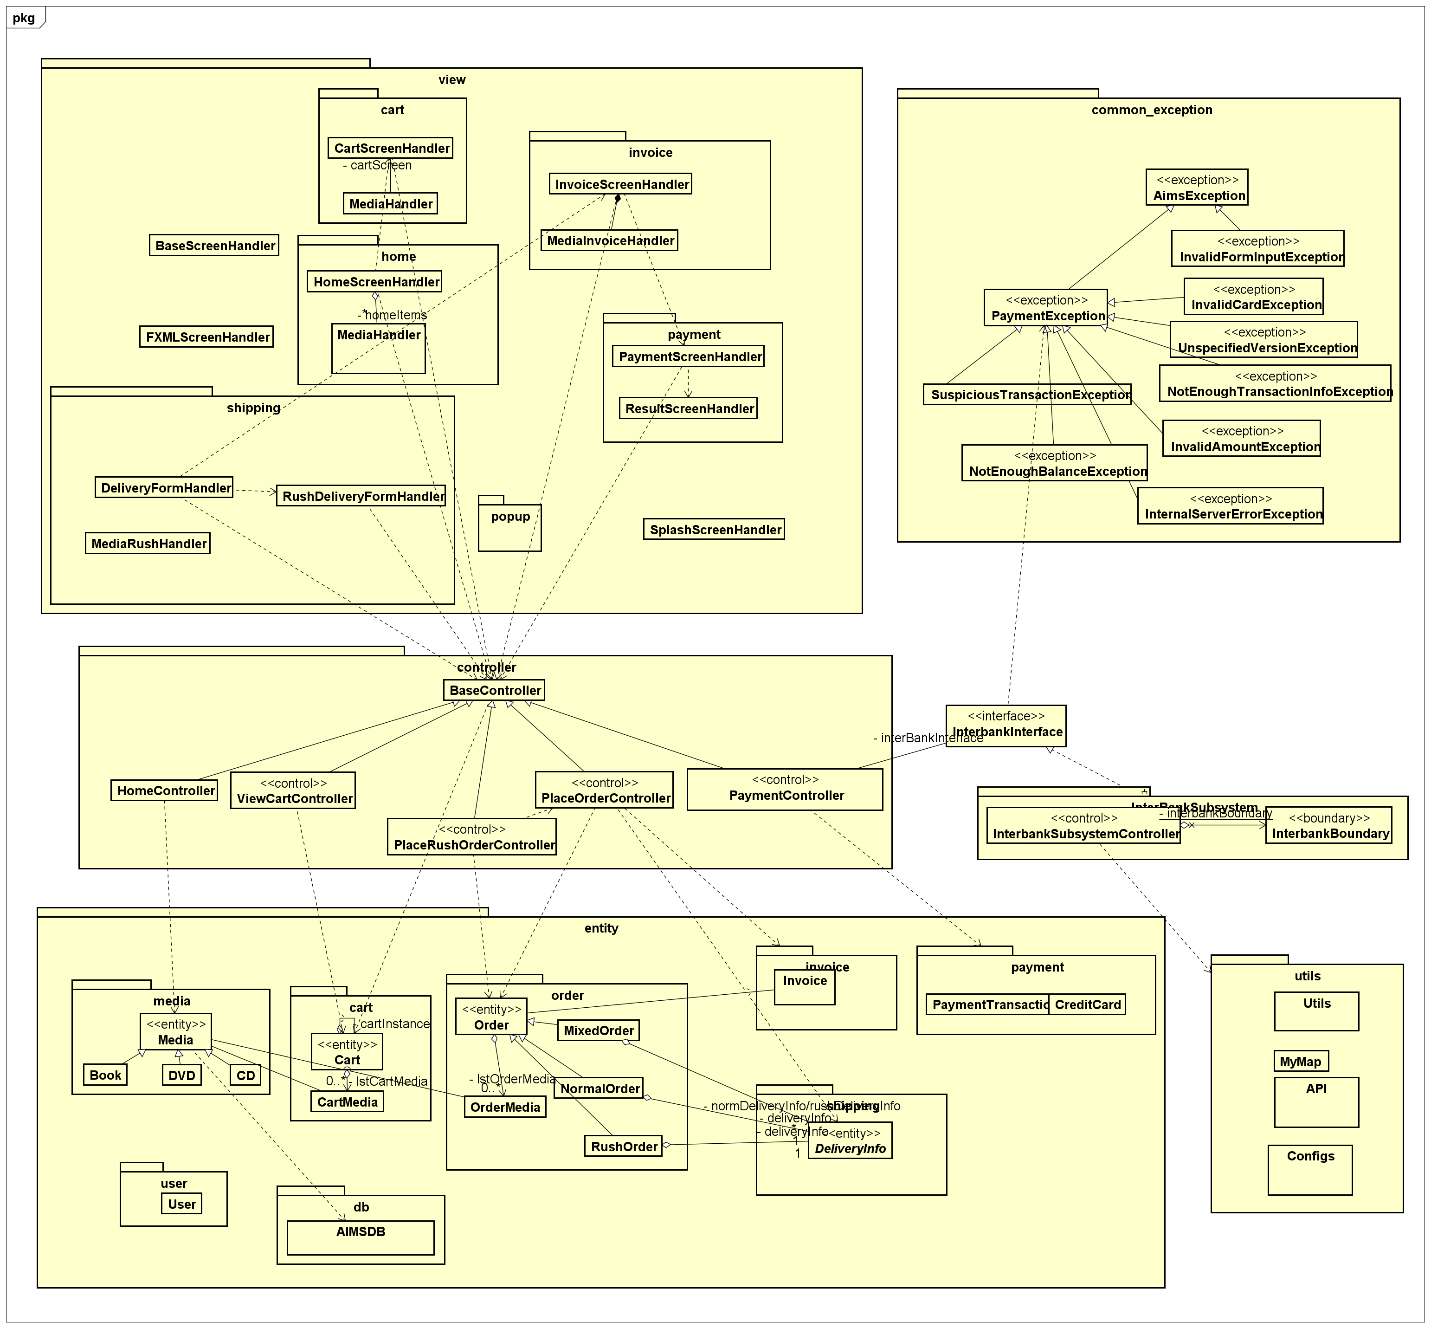 pkg
view
cart
CartScreenHandler
- cartScreen
MediaHandler
invoice
InvoiceScreenHandler
MediaInvoiceHandler
BaseScreenHandler
home
HomeScreenHandler
- homeItems
*
MediaHandler
FXMLScreenHandler
payment
PaymentScreenHandler
ResultScreenHandler
shipping
DeliveryFormHandler
RushDeliveryFormHandler
MediaRushHandler
popup
SplashScreenHandler
common_exception
<<exception>>
AimsException
<<exception>>
InvalidFormInputException
<<exception>>
PaymentException
<<exception>>
InvalidCardException
<<exception>>
UnspecifiedVersionException
<<exception>>
NotEnoughTransactionInfoException
SuspiciousTransactionException
<<exception>>
InvalidAmountException
<<exception>>
NotEnoughBalanceException
<<exception>>
InternalServerErrorException
controller
BaseController
HomeController
<<control>>
ViewCartController
<<control>>
PlaceOrderController
<<control>>
PaymentController
<<control>>
PlaceRushOrderController
<<interface>>
InterbankInterface
- interBankInterface
InterBankSubsystem
<<control>>
InterbankSubsystemController
- interbankBoundary
<<boundary>>
InterbankBoundary
entity
media
<<entity>>
Media
Book
DVD
CD
cart
- cartInstance
<<entity>>
Cart
0..*
- lstCartMedia
CartMedia
order
<<entity>>
Order
MixedOrder
- lstOrderMedia
0..*
NormalOrder
OrderMedia
RushOrder
invoice
Invoice
payment
PaymentTransactio
CreditCard
shipping
- normDeliveryInfo/rushDeliveryInfo
- deliveryInfo
- deliveryInfo
1
1
<<entity>>
DeliveryInfo
user
User
db
AIMSDB
utils
Utils
MyMap
API
Configs